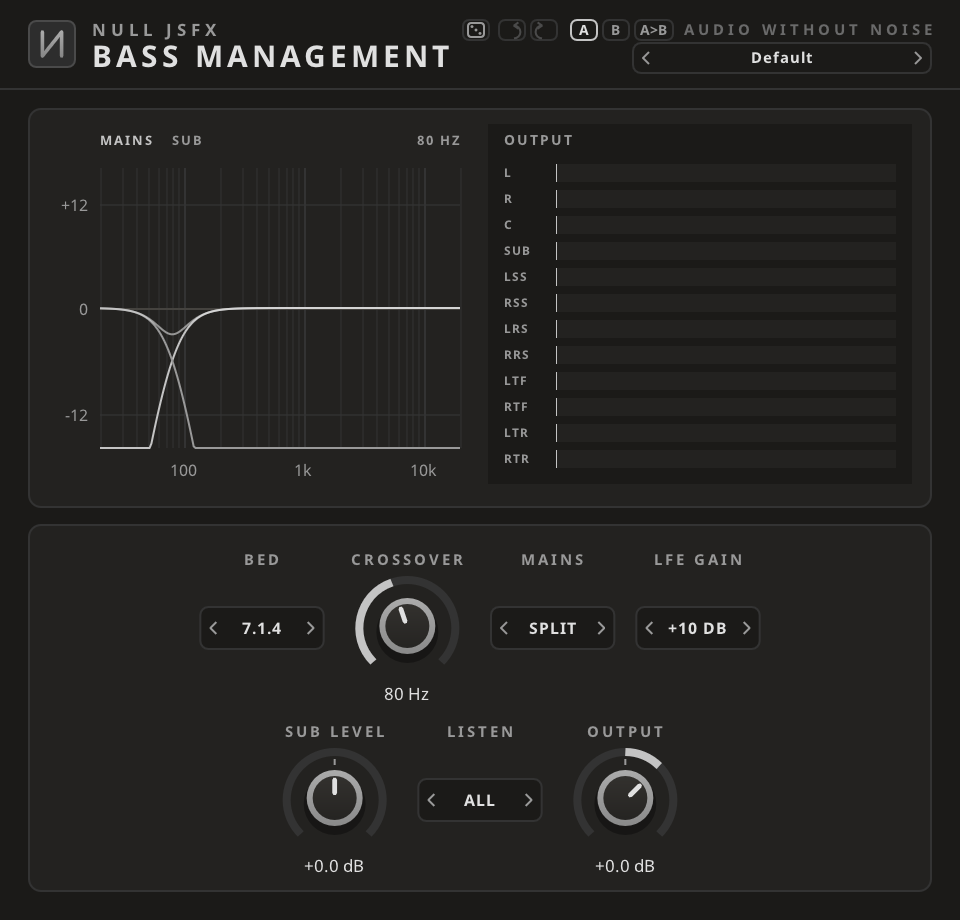 NULL JSFX
BASS MANAGEMENT
A B A>B AUDIO WITHOUT NOISE
Default
MAINS SUB 80 HZ
+12
0
-12
100 1k 10k
OUTPUT
L
R
C
SUB
LSS
RSS
LRS
RRS
LTF
RTF
LTR
RTR
BED CROSSOVER MAINS LFE GAIN
7.1.4 SPLIT +10 DB
80 Hz
SUB LEVEL LISTEN OUTPUT
ALL
+0.0 dB +0.0 dB